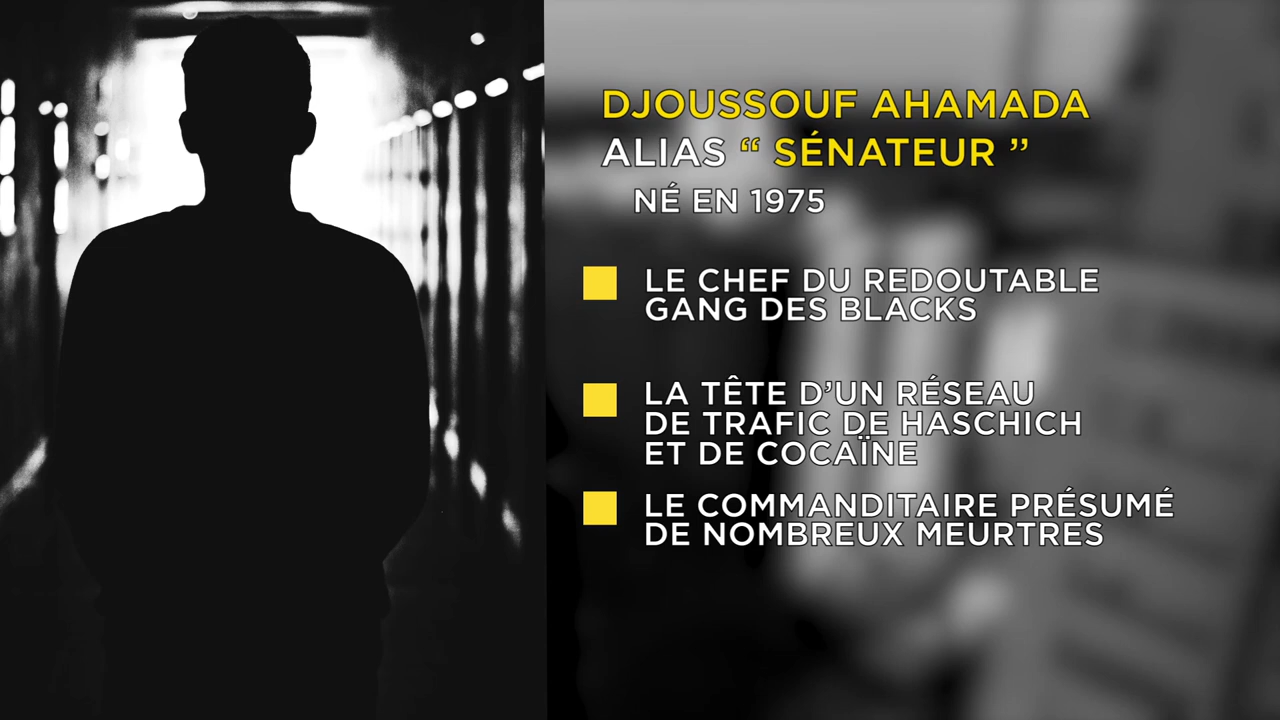 DJOUSSOUF AHAMADA
ALIAS “ SÉNATEUR ”
NÉ EN 1975
LE CHEF DU REDOUTABLE
GANG DES BLACKS
LA TÊTE D’UN RÉSEAU
DE TRAFIC DE HASCHICH
ET DE COCAÏNE
LE COMMANDITAIRE PRÉSUMÉ
DE NOMBREUX MEURTRES